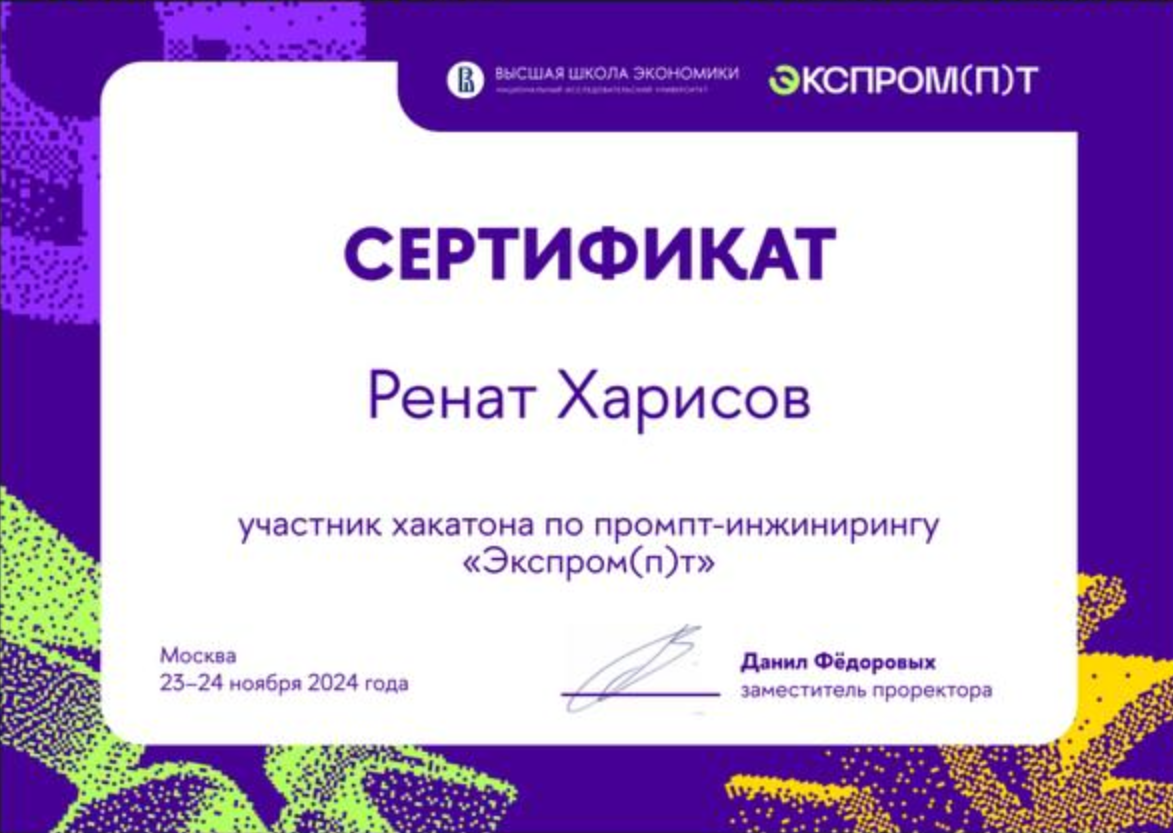 ВЫСШАЯ ШКОЛА ЭКОНОМИКИ
НАЦИОНАЛЬНЫЙ ИССЛЕДОВАТЕЛЬСКИЙ УНИВЕРСИТЕТ
ЭКСПРОМ(П)Т
СЕРТИФИКАТ
Ренат Харисов
участник хакатона по промпт-инжинирингу
«Экспром(п)т»
Москва
23–24 ноября 2024 года
Данил Фёдоровых
заместитель проректора